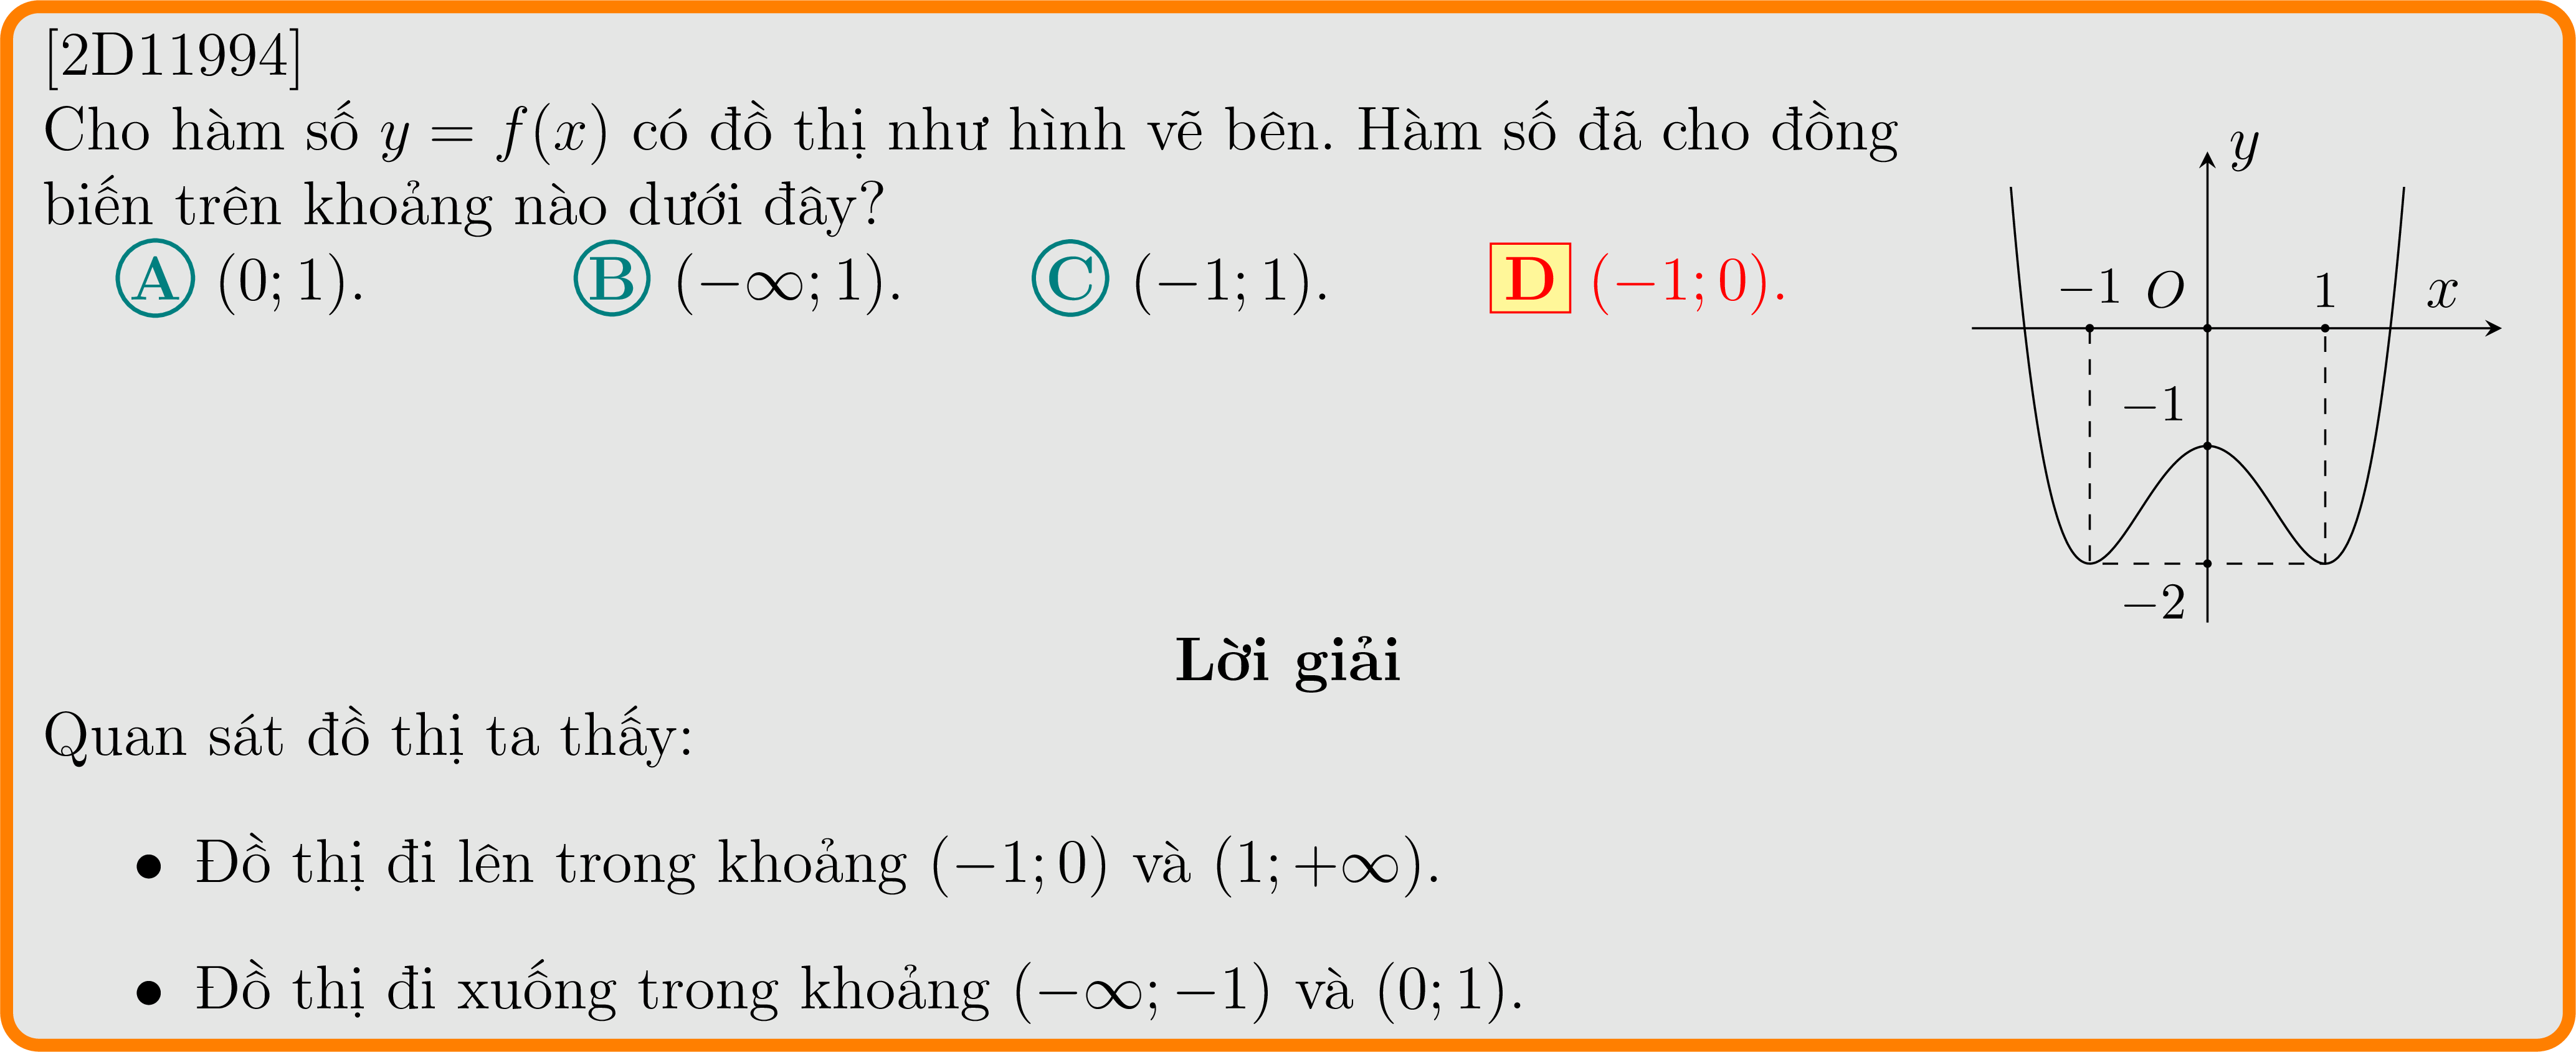 [2D11994]
Cho hàm số y = f(x) có đồ thị như hình vẽ bên. Hàm số đã cho đồng
biến trên khoảng nào dưới đây?
A (0; 1). B (−∞; 1). C (−1; 1). D (−1; 0).
y
−1 O 1 x
−1
−2
Lời giải
Quan sát đồ thị ta thấy:
• Đồ thị đi lên trong khoảng (−1; 0) và (1; +∞).
• Đồ thị đi xuống trong khoảng (−∞; −1) và (0; 1).